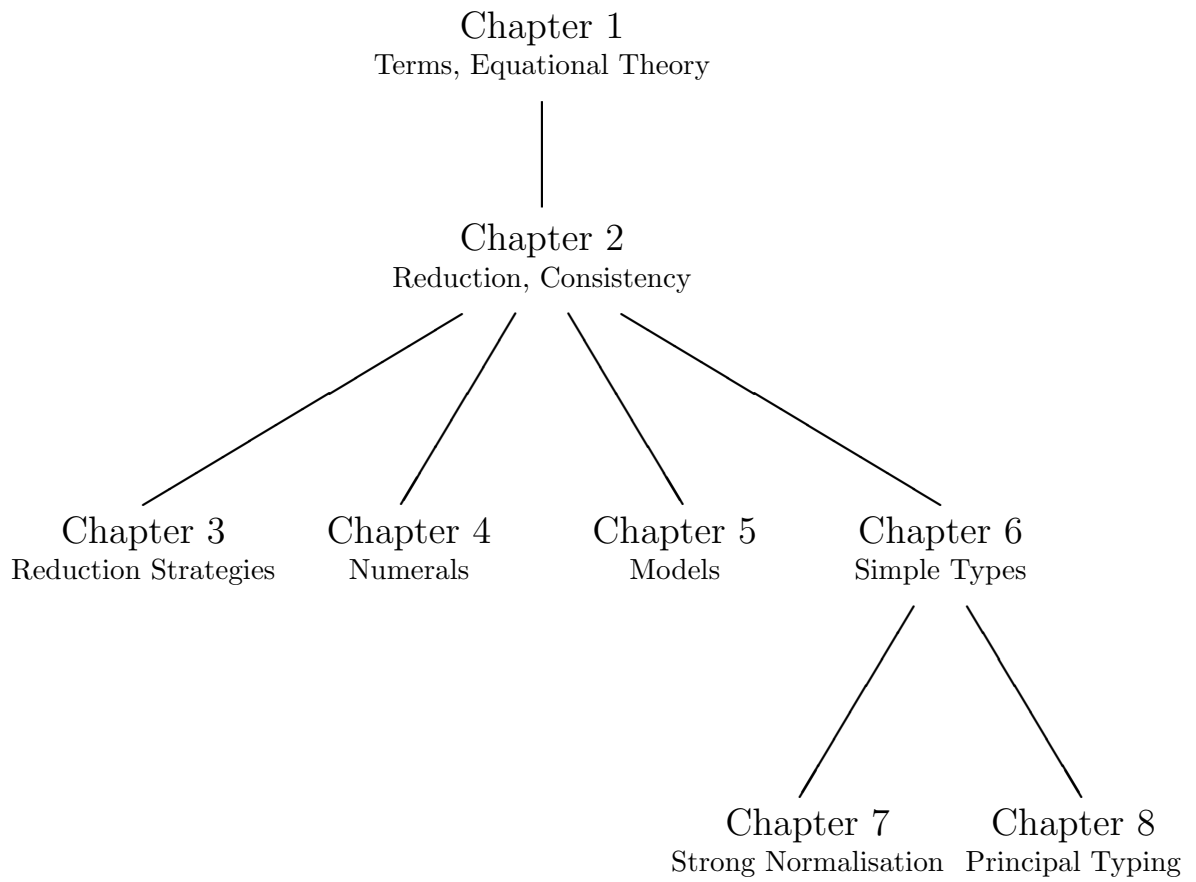 Chapter 1
Terms, Equational Theory
Chapter 2
Reduction, Consistency
Chapter 3
Reduction Strategies
Chapter 4
Numerals
Chapter 5
Models
Chapter 6
Simple Types
Chapter 7
Strong Normalisation
Chapter 8
Principal Typing